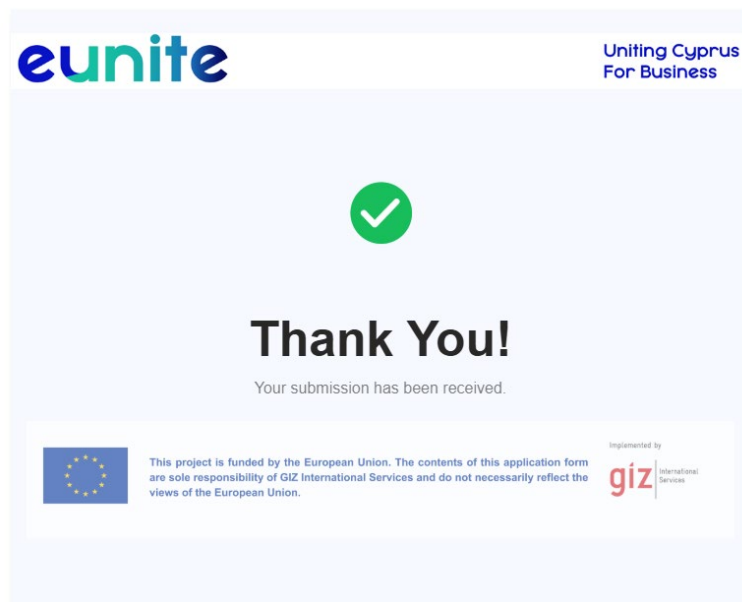 eunite
Uniting Cyprus
For Business
Thank You!
Your submission has been received.
This project is funded by the European Union. The contents of this application form
are sole responsibility of GIZ International Services and do not necessarily reflect the
views of the European Union.
Implemented by
giz
International
Services